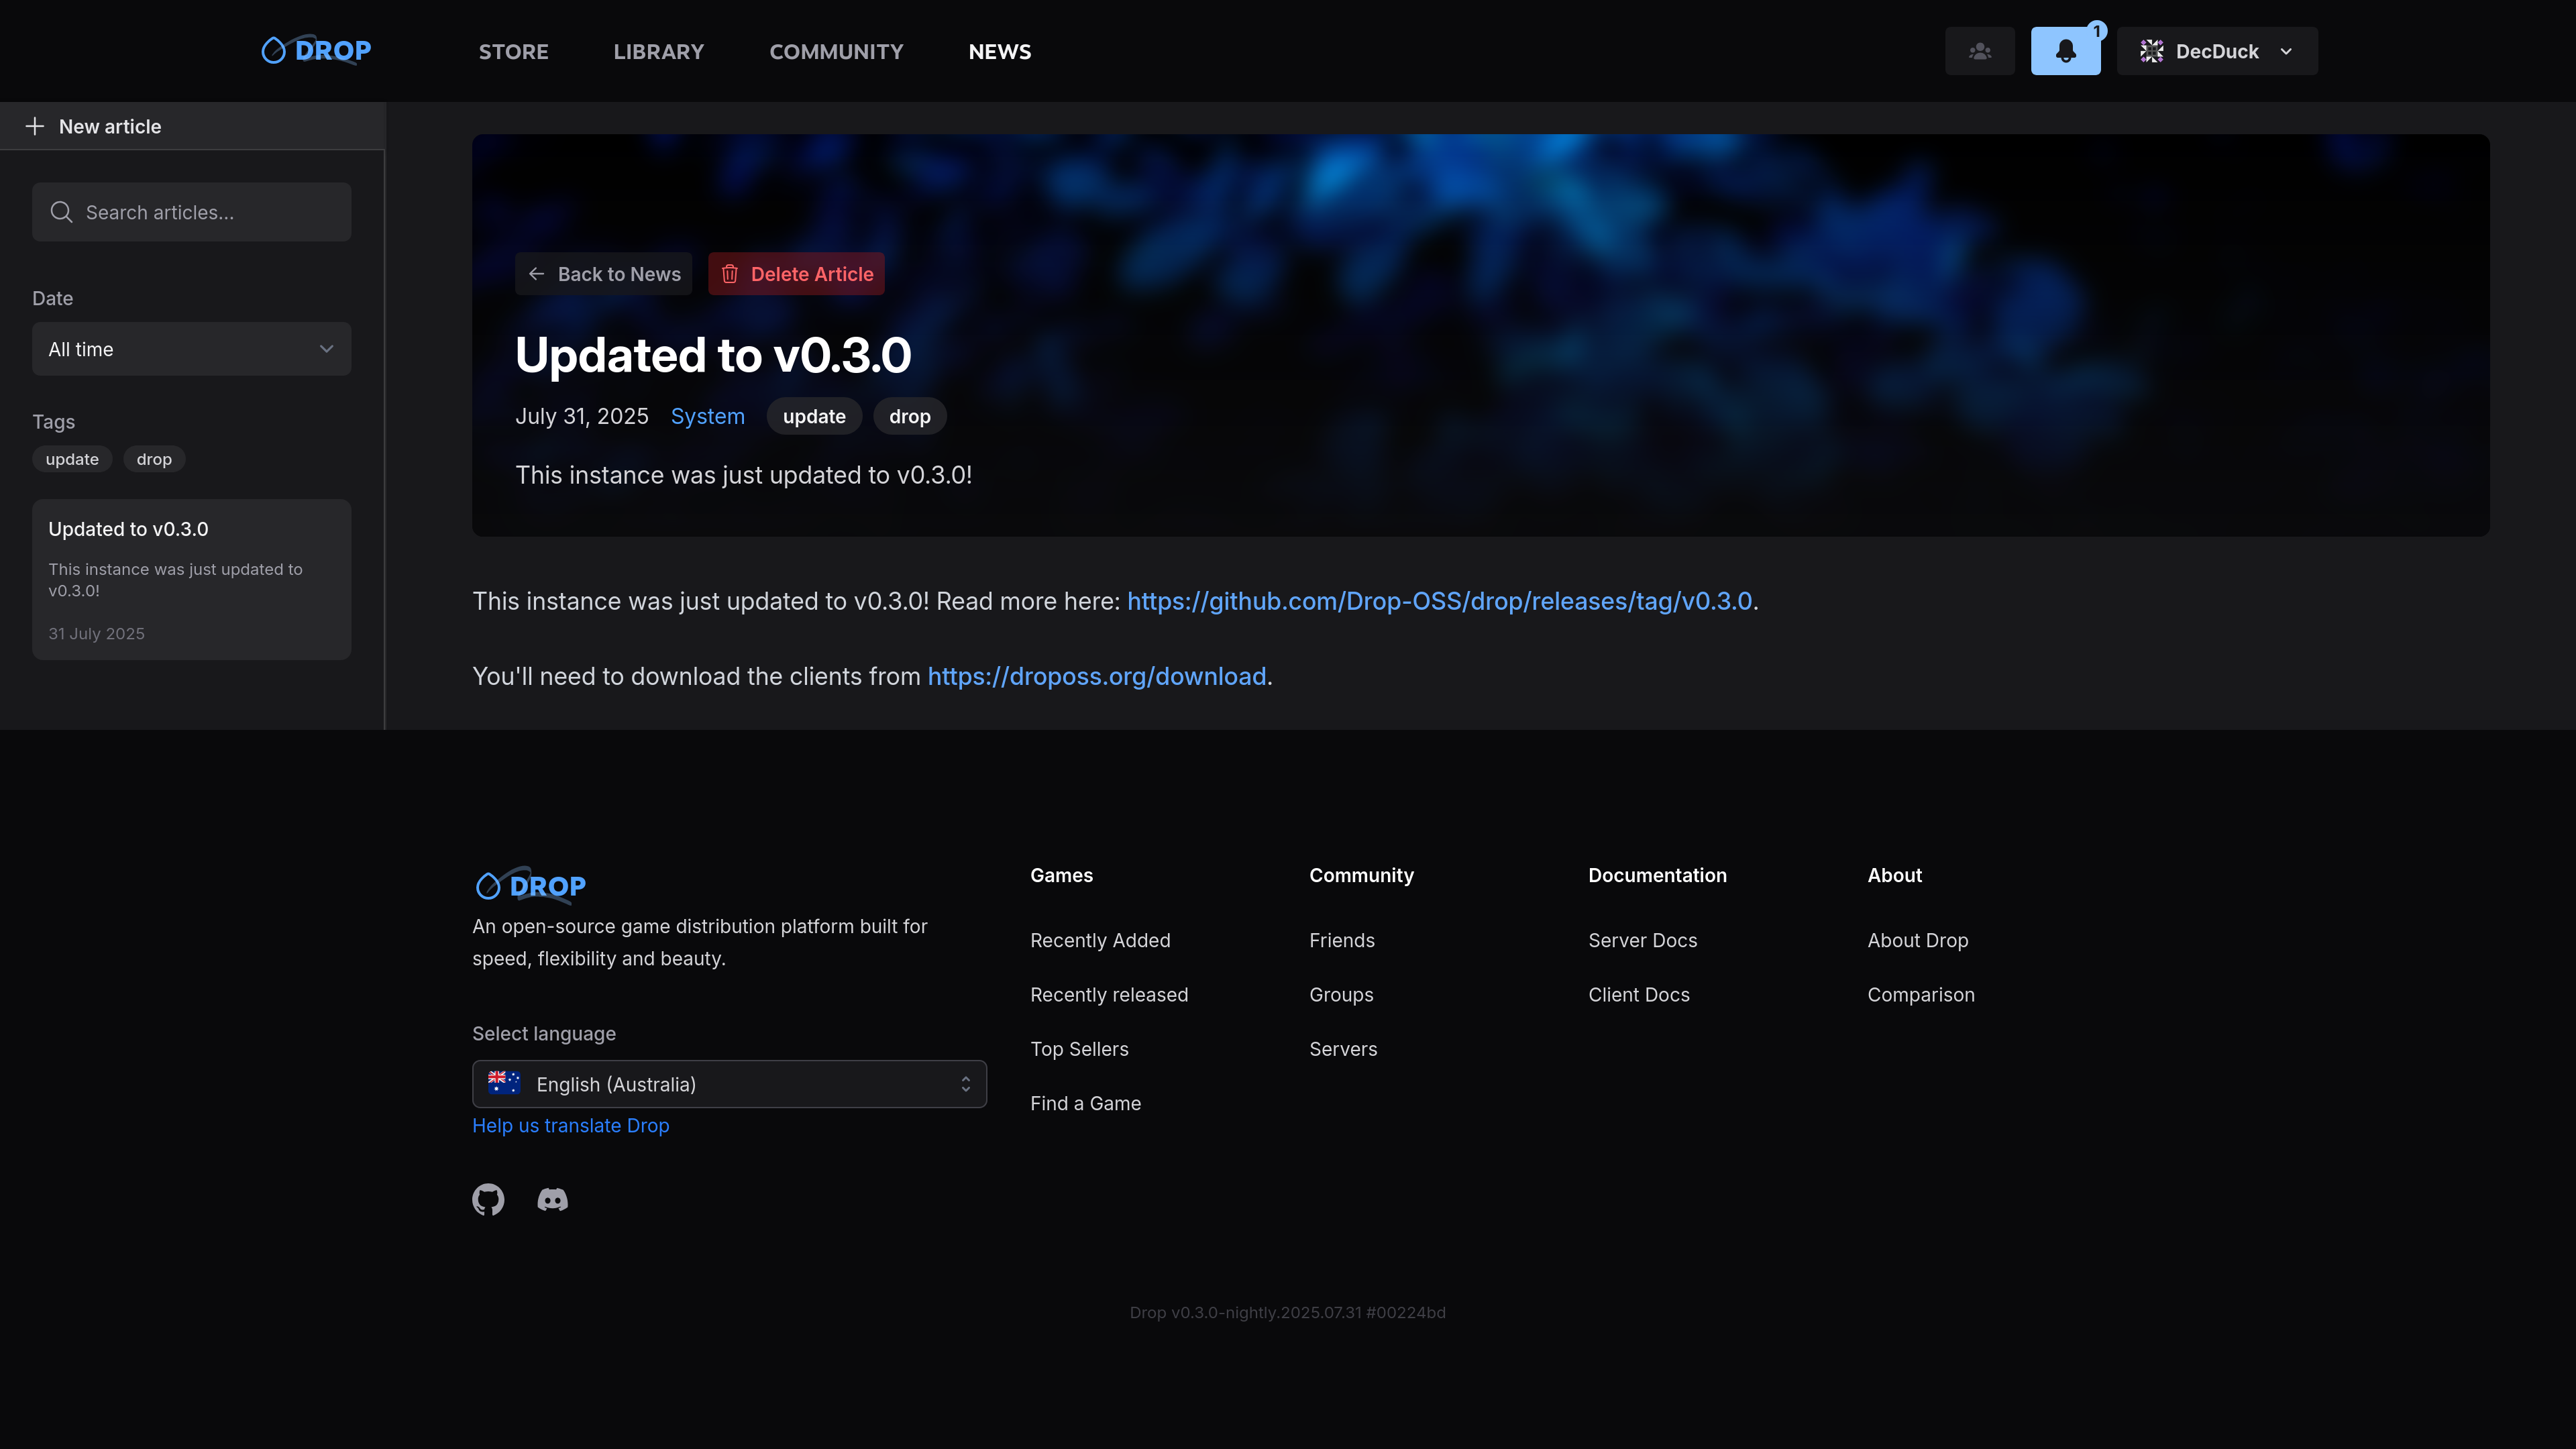 DROP
STORE
LIBRARY
COMMUNITY
NEWS
1
DecDuck
New article
Search articles...
Date
All time
Tags
update
drop
Updated to v0.3.0
This instance was just updated to
v0.3.0!
31 July 2025
Back to News
Delete Article
Updated to v0.3.0
July 31, 2025
System
update
drop
This instance was just updated to v0.3.0!
This instance was just updated to v0.3.0! Read more here: https://github.com/Drop-OSS/drop/releases/tag/v0.3.0.
You'll need to download the clients from https://droposs.org/download.
DROP
An open-source game distribution platform built for
speed, flexibility and beauty.
Select language
English (Australia)
Help us translate Drop
Games
Recently Added
Recently released
Top Sellers
Find a Game
Community
Friends
Groups
Servers
Documentation
Server Docs
Client Docs
About
About Drop
Comparison
Drop v0.3.0-nightly.2025.07.31 #00224bd